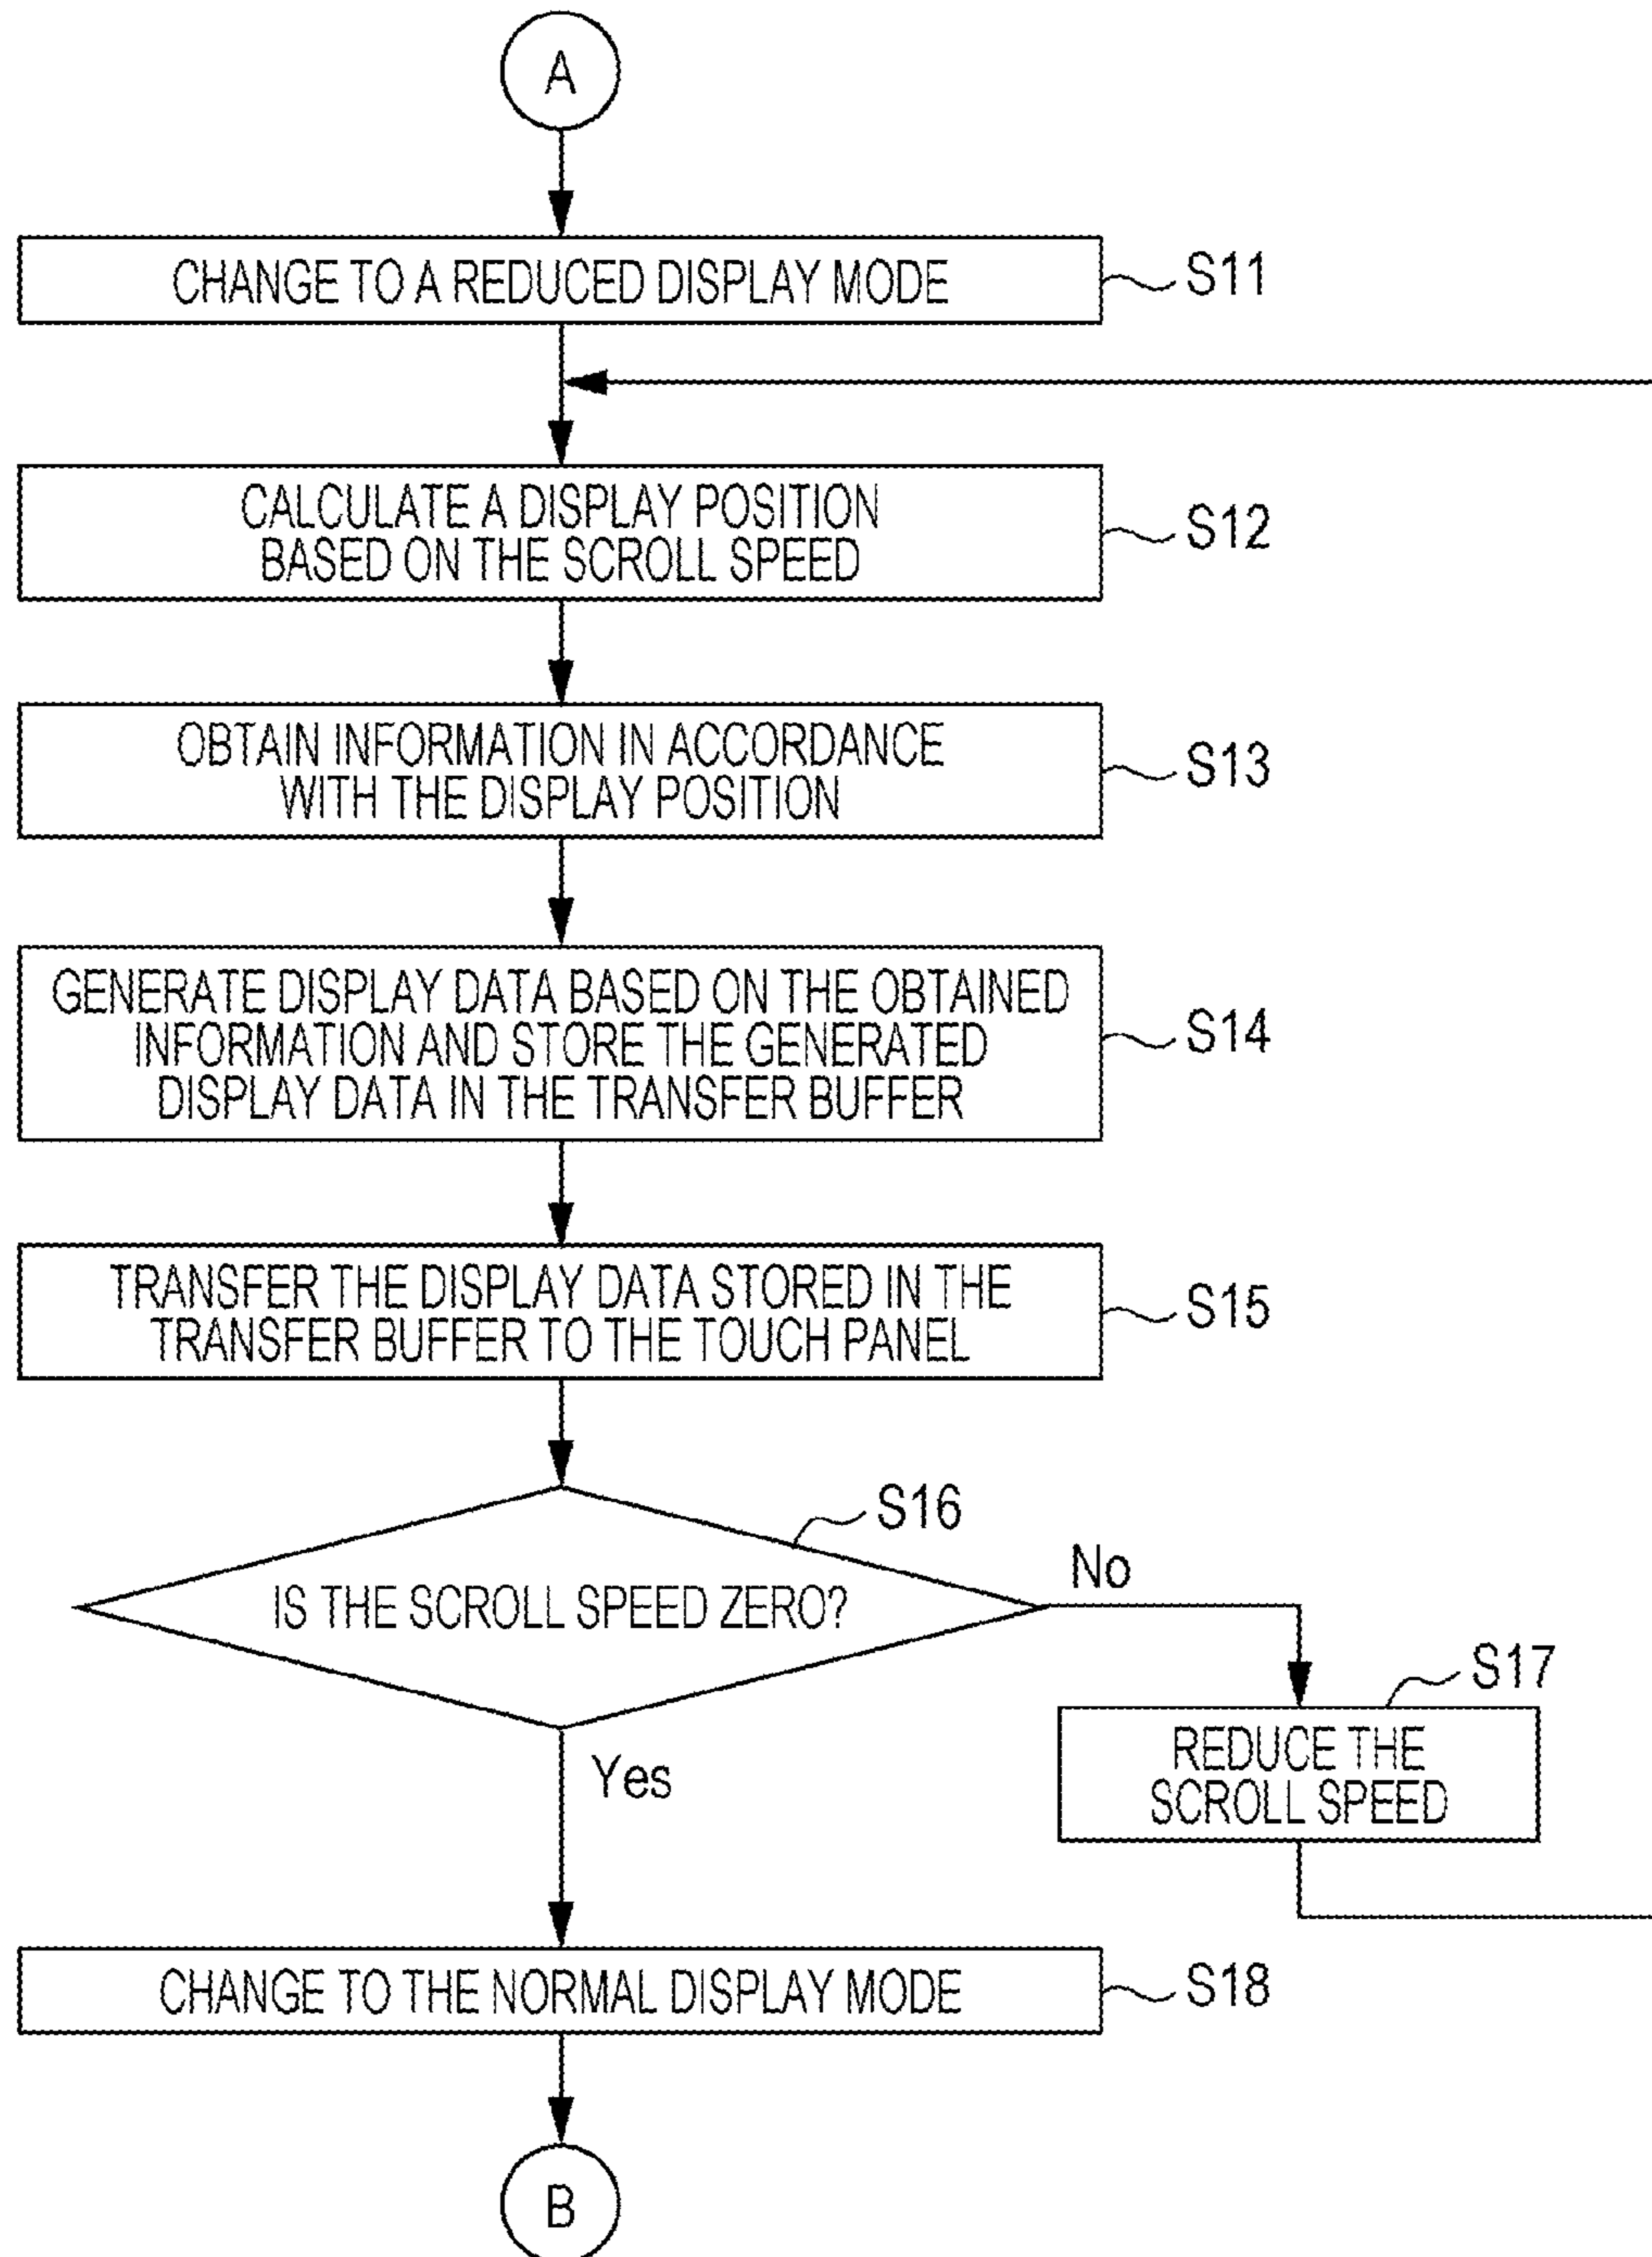 A
CHANGE TO A REDUCED DISPLAY MODE
S11
CALCULATE A DISPLAY POSITION
BASED ON THE SCROLL SPEED
S12
OBTAIN INFORMATION IN ACCORDANCE
WITH THE DISPLAY POSITION
S13
GENERATE DISPLAY DATA BASED ON THE OBTAINED
INFORMATION AND STORE THE GENERATED
DISPLAY DATA IN THE TRANSFER BUFFER
S14
TRANSFER THE DISPLAY DATA STORED IN THE
TRANSFER BUFFER TO THE TOUCH PANEL
S15
S16
IS THE SCROLL SPEED ZERO?
No
S17
REDUCE THE
SCROLL SPEED
Yes
CHANGE TO THE NORMAL DISPLAY MODE
S18
B